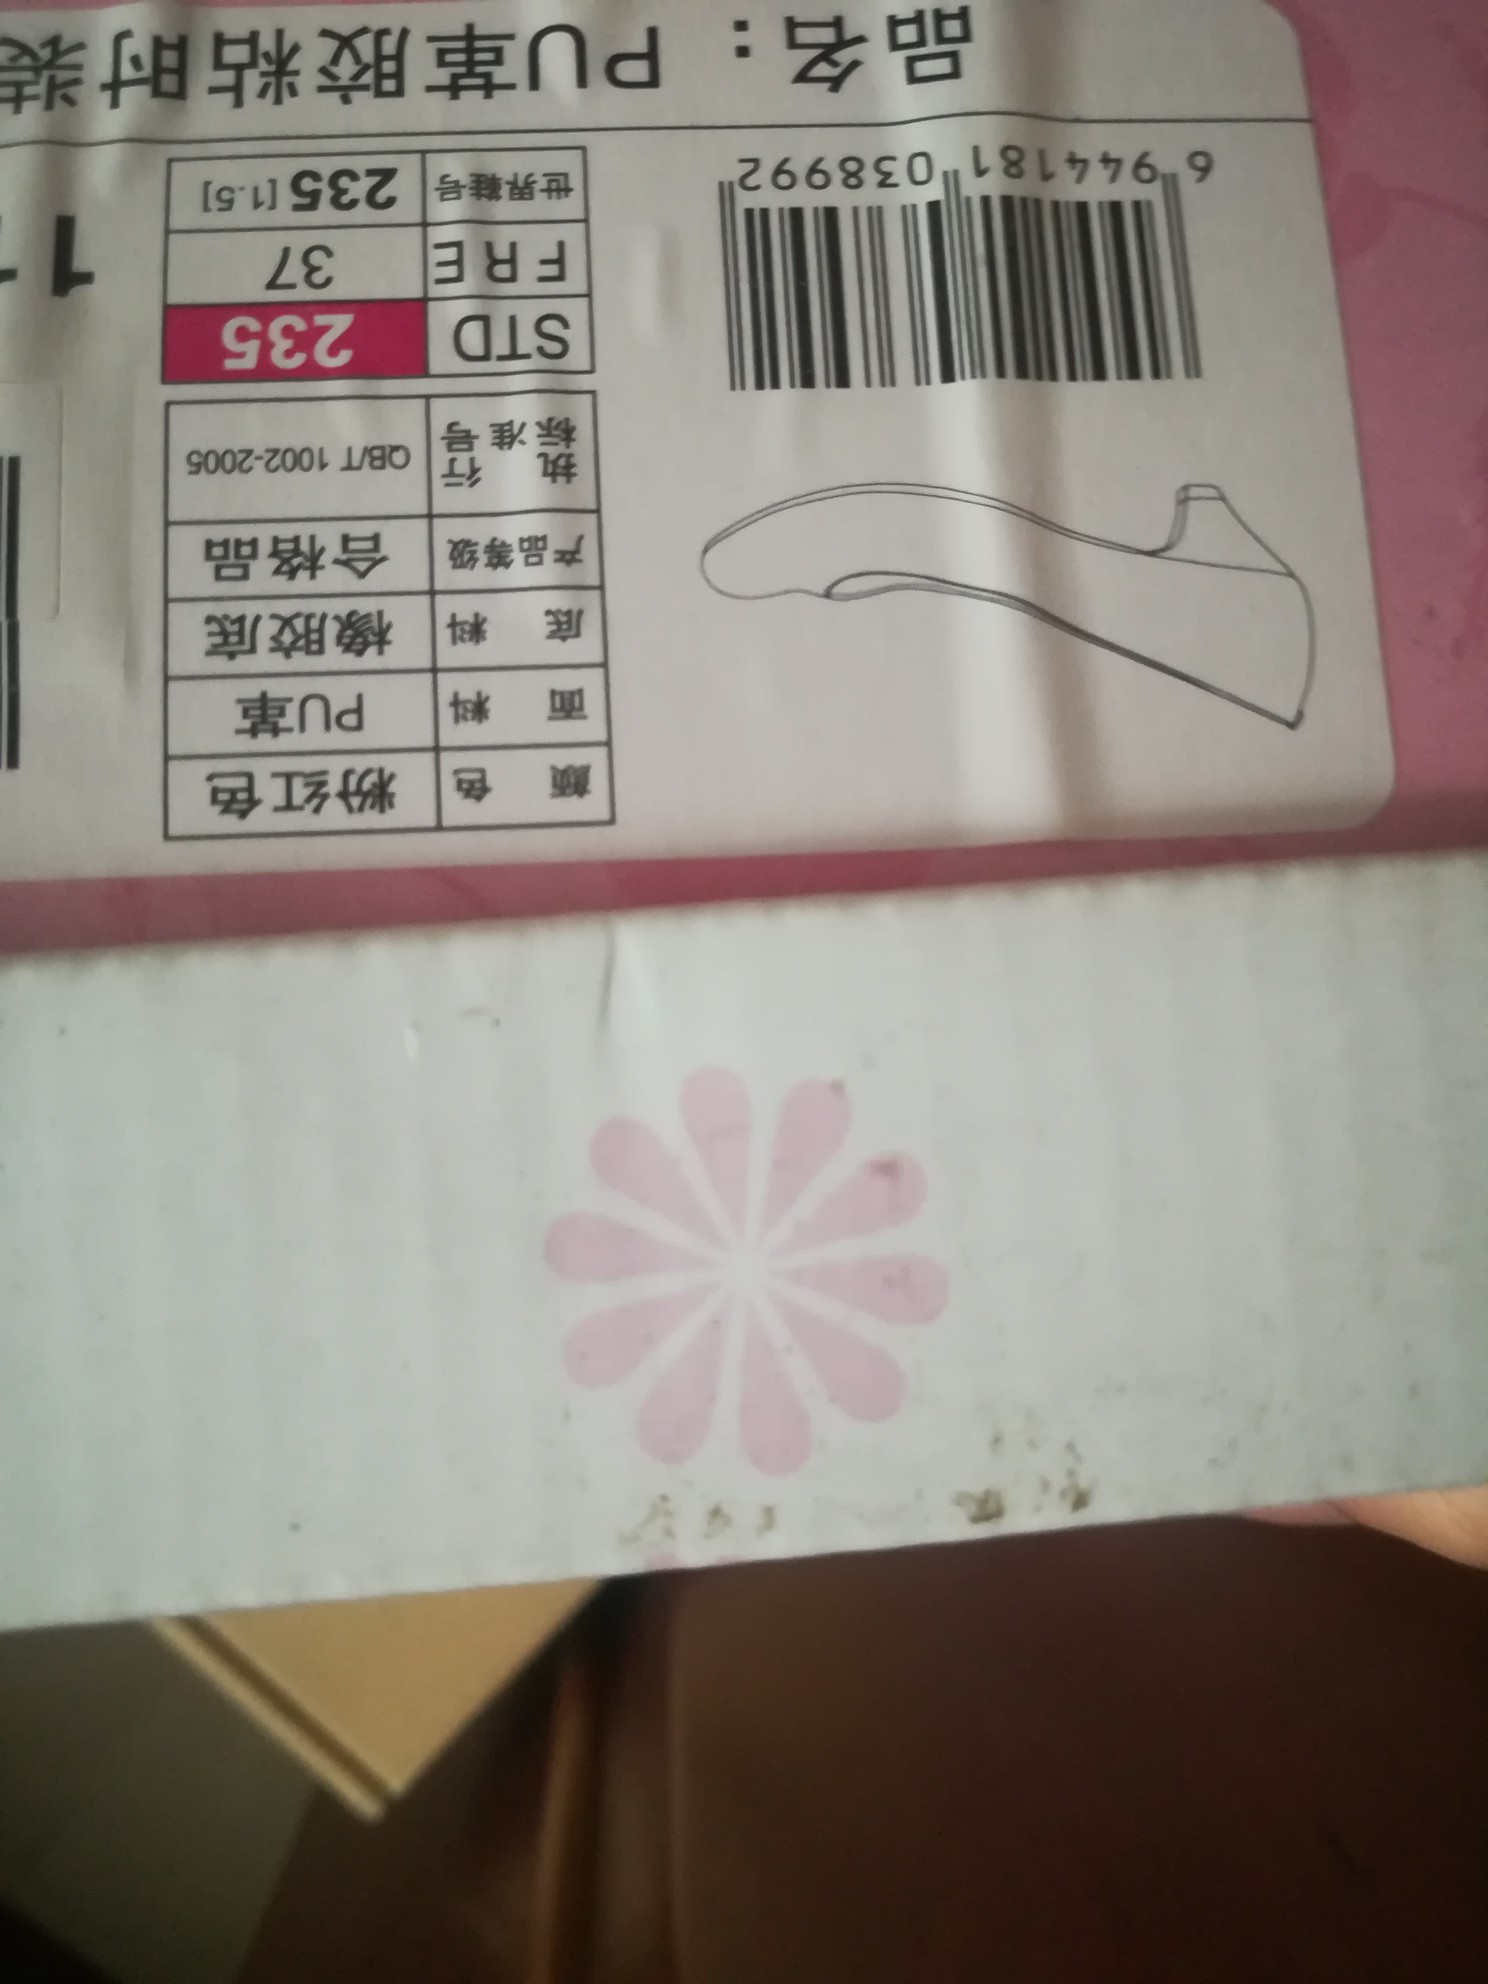 颜色 粉红色
面料 PU革
底料 橡胶底
产品等级 合格品
执行 QB/T 1002-2005
标准号
STD 235
FRE 37
世界鞋号 235 [1.5]
6 944181 038992
品名：PU革胶粘时装